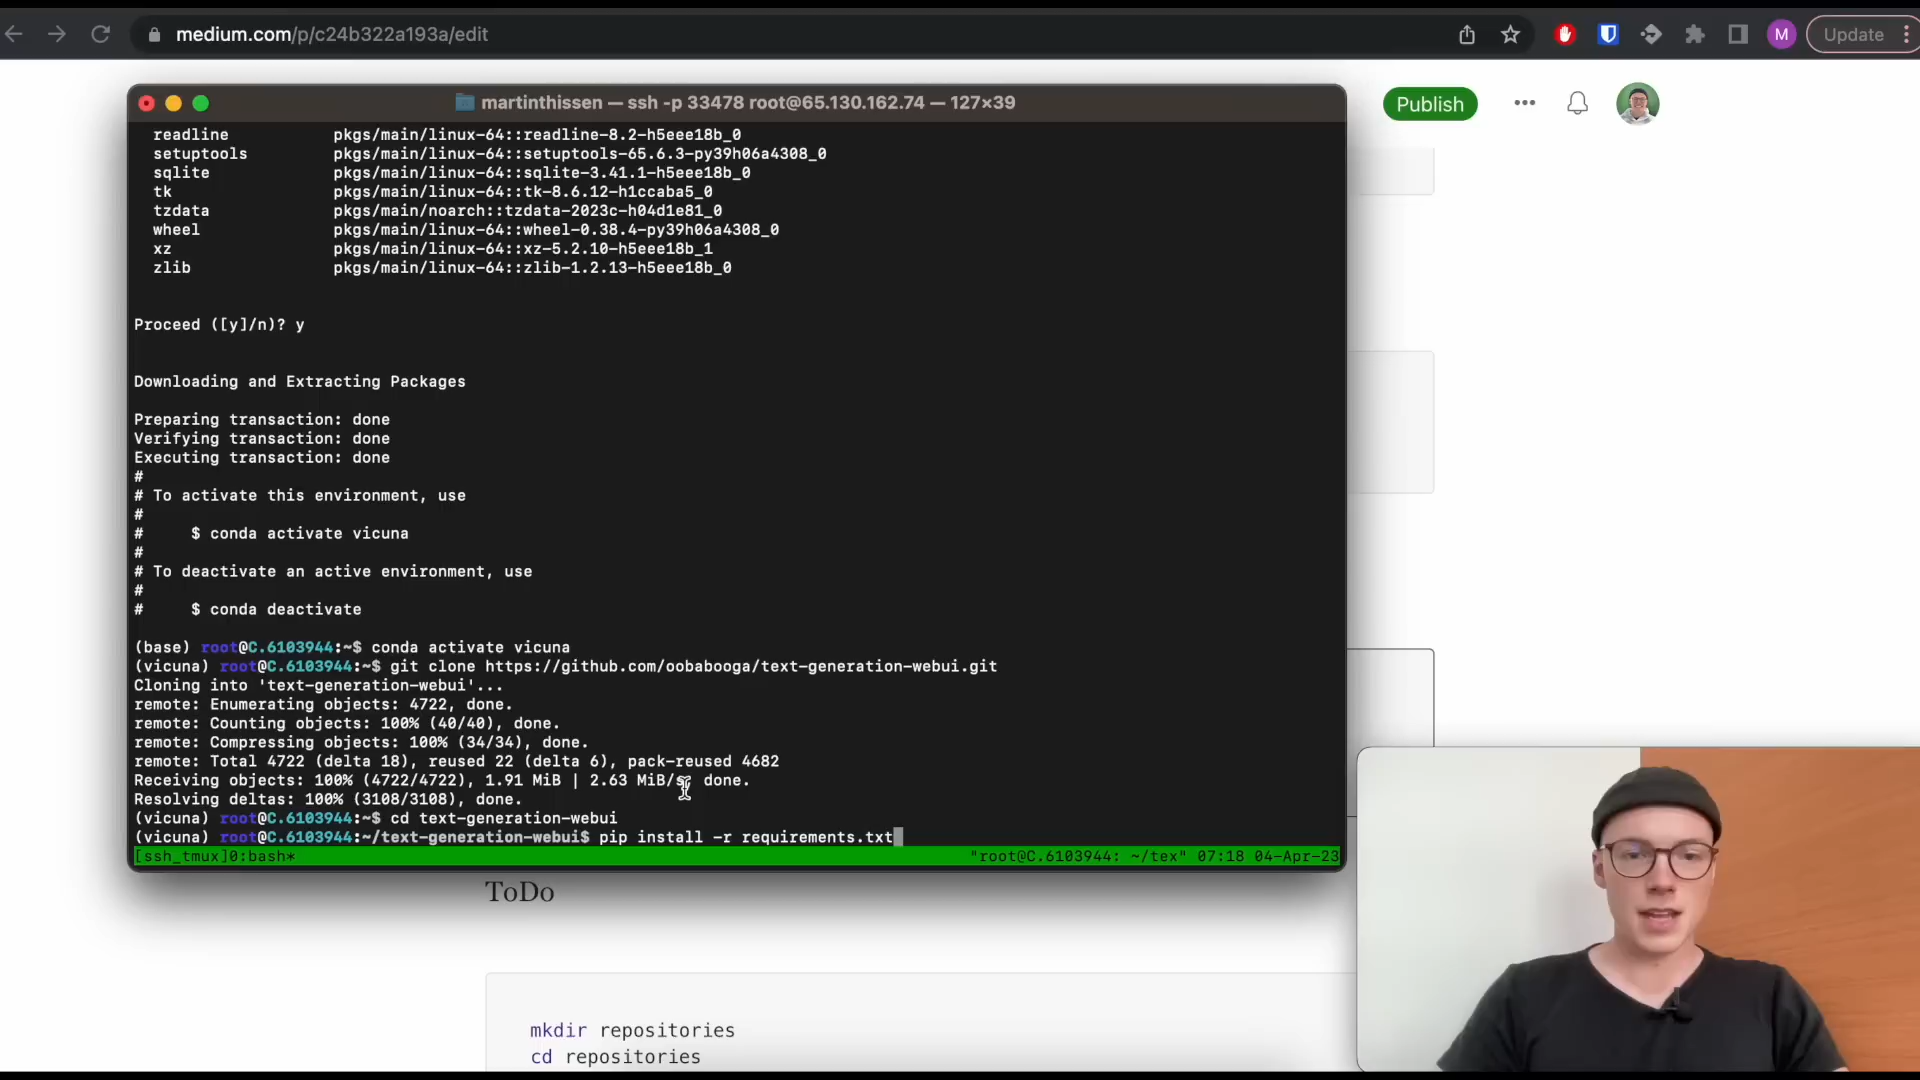 medium.com/p/c24b322a193a/edit
M
Update
martinthissen — ssh -p 33478 root@65.130.162.74 — 127×39
Publish
readline pkgs/main/linux-64::readline-8.2-h5eee18b_0
setuptools pkgs/main/linux-64::setuptools-65.6.3-py39h06a4308_0
sqlite pkgs/main/linux-64::sqlite-3.41.1-h5eee18b_0
tk pkgs/main/linux-64::tk-8.6.12-h1ccaba5_0
tzdata pkgs/main/noarch::tzdata-2023c-h04d1e81_0
wheel pkgs/main/linux-64::wheel-0.38.4-py39h06a4308_0
xz pkgs/main/linux-64::xz-5.2.10-h5eee18b_1
zlib pkgs/main/linux-64::zlib-1.2.13-h5eee18b_0
Proceed ([y]/n)? y
Downloading and Extracting Packages
Preparing transaction: done
Verifying transaction: done
Executing transaction: done
#
# To activate this environment, use
#
# $ conda activate vicuna
#
# To deactivate an active environment, use
#
# $ conda deactivate
(base) root@C.6103944:~$ conda activate vicuna
(vicuna) root@C.6103944:~$ git clone https://github.com/oobabooga/text-generation-webui.git
Cloning into 'text-generation-webui'...
remote: Enumerating objects: 4722, done.
remote: Counting objects: 100% (40/40), done.
remote: Compressing objects: 100% (34/34), done.
remote: Total 4722 (delta 18), reused 22 (delta 6), pack-reused 4682
Receiving objects: 100% (4722/4722), 1.91 MiB | 2.63 MiB/s, done.
Resolving deltas: 100% (3108/3108), done.
(vicuna) root@C.6103944:~$ cd text-generation-webui
(vicuna) root@C.6103944:~/text-generation-webui$ pip install -r requirements.txt
[ssh_tmux]0:bash* "root@C.6103944: ~/tex" 07:18 04-Apr-23
ToDo
mkdir repositories
cd repositories